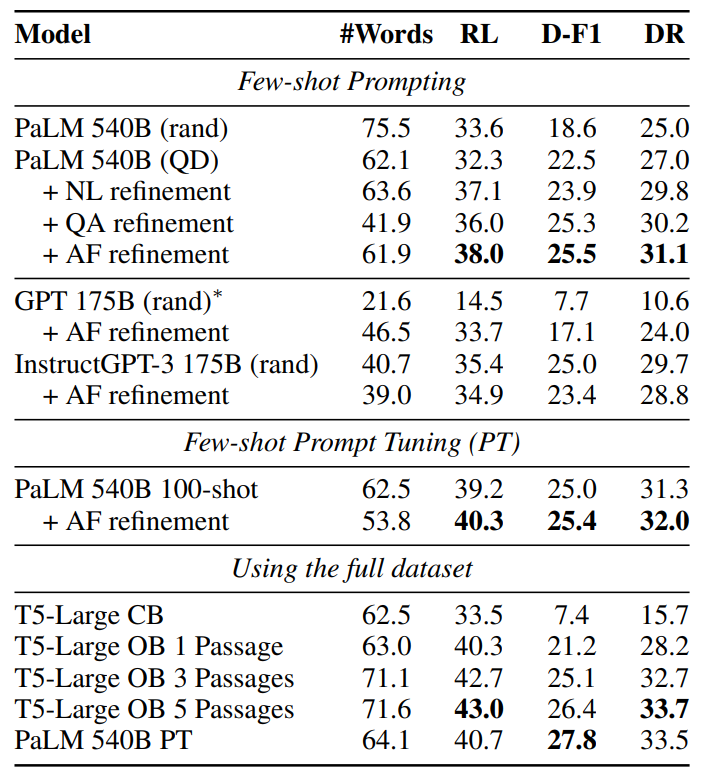 Model #Words RL D-F1 DR
Few-shot Prompting
PaLM 540B (rand) 75.5 33.6 18.6 25.0
PaLM 540B (QD) 62.1 32.3 22.5 27.0
+ NL refinement 63.6 37.1 23.9 29.8
+ QA refinement 41.9 36.0 25.3 30.2
+ AF refinement 61.9 38.0 25.5 31.1
GPT 175B (rand)* 21.6 14.5 7.7 10.6
+ AF refinement 46.5 33.7 17.1 24.0
InstructGPT-3 175B (rand) 40.7 35.4 25.0 29.7
+ AF refinement 39.0 34.9 23.4 28.8
Few-shot Prompt Tuning (PT)
PaLM 540B 100-shot 62.5 39.2 25.0 31.3
+ AF refinement 53.8 40.3 25.4 32.0
Using the full dataset
T5-Large CB 62.5 33.5 7.4 15.7
T5-Large OB 1 Passage 63.0 40.3 21.2 28.2
T5-Large OB 3 Passages 71.1 42.7 25.1 32.7
T5-Large OB 5 Passages 71.6 43.0 26.4 33.7
PaLM 540B PT 64.1 40.7 27.8 33.5